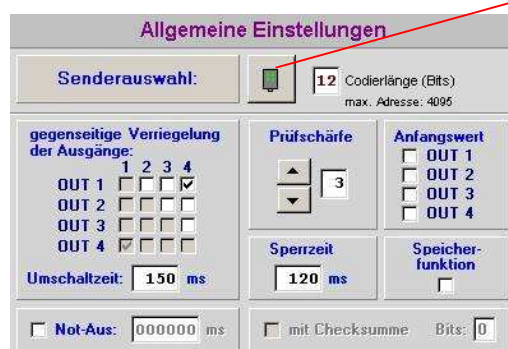 Allgemeine Einstellungen
Senderauswahl:
12 Codierlänge (Bits)
max. Adresse: 4095
gegenseitige Verriegelung
der Ausgänge:
1 2 3 4
OUT 1
OUT 2
OUT 3
OUT 4
Umschaltzeit: 150 ms
Prüfschärfe
3
Anfangswert
OUT 1
OUT 2
OUT 3
OUT 4
Sperrzeit
120 ms
Speicher-
funktion
Not-Aus: 000000 ms
mit Checksumme Bits: 0